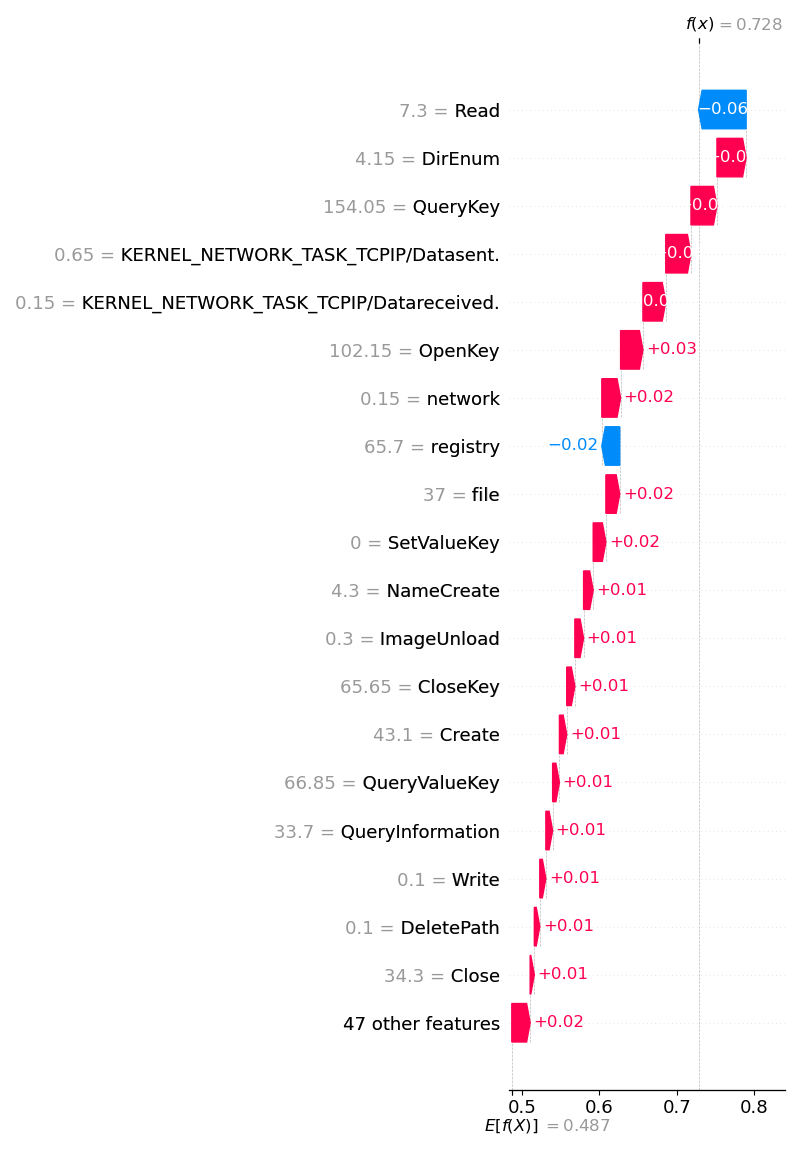 f(x) = 0.728
7.3 = Read −0.06
4.15 = DirEnum
154.05 = QueryKey
0.65 = KERNEL_NETWORK_TASK_TCPIP/Datasent.
0.15 = KERNEL_NETWORK_TASK_TCPIP/Datareceived.
102.15 = OpenKey +0.03
0.15 = network +0.02
65.7 = registry −0.02
37 = file +0.02
0 = SetValueKey +0.02
4.3 = NameCreate +0.01
0.3 = ImageUnload +0.01
65.65 = CloseKey +0.01
43.1 = Create +0.01
66.85 = QueryValueKey +0.01
33.7 = QueryInformation +0.01
0.1 = Write +0.01
0.1 = DeletePath +0.01
34.3 = Close +0.01
47 other features +0.02
0.5 0.6 0.7 0.8
E[f(X)] = 0.487